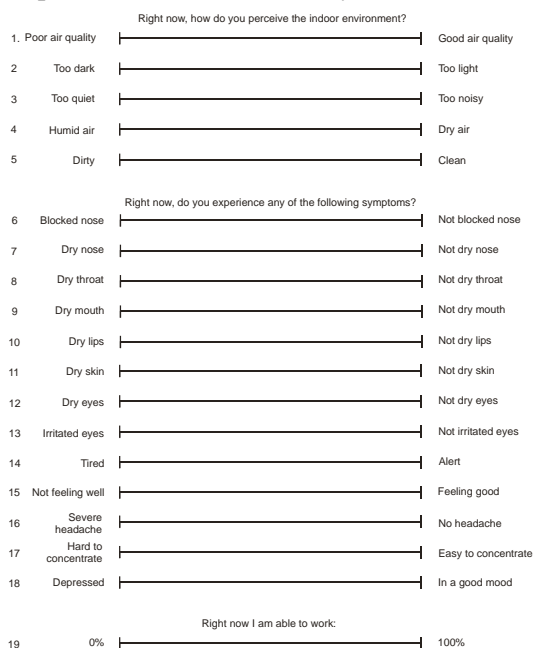 Right now, how do you perceive the indoor environment?
1. Poor air quality Good air quality
2 Too dark Too light
3 Too quiet Too noisy
4 Humid air Dry air
5 Dirty Clean
Right now, do you experience any of the following symptoms?
6 Blocked nose Not blocked nose
7 Dry nose Not dry nose
8 Dry throat Not dry throat
9 Dry mouth Not dry mouth
10 Dry lips Not dry lips
11 Dry skin Not dry skin
12 Dry eyes Not dry eyes
13 Irritated eyes Not irritated eyes
14 Tired Alert
15 Not feeling well Feeling good
16 Severe headache No headache
17 Hard to concentrate Easy to concentrate
18 Depressed In a good mood
Right now I am able to work:
19 0% 100%